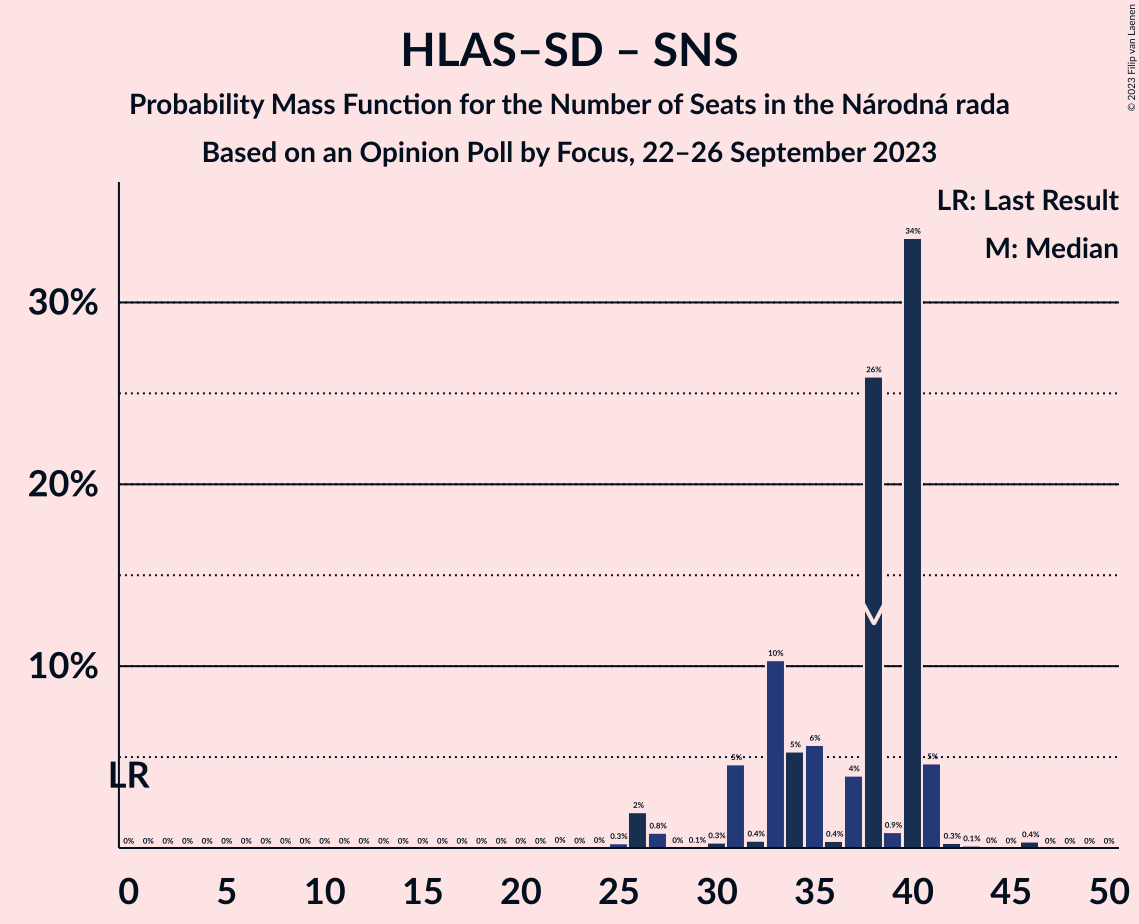 HLAS–SD – SNS
Probability Mass Function for the Number of Seats in the Národná rada
Based on an Opinion Poll by Focus, 22–26 September 2023
© 2023 Filip van Laenen
LR: Last Result
M: Median
34%
30%
26%
20%
10%
10%
5% 5% 6% 4% 5%
LR
2%
0% 0% 0% 0% 0% 0% 0% 0% 0% 0% 0% 0% 0% 0% 0% 0% 0% 0% 0% 0% 0% 0% 0% 0% 0% 0.3% 0.8% 0% 0.1% 0.3% 0.4% 0.4% 0.9% 0.3% 0.1% 0% 0% 0.4% 0% 0% 0% 0%
0 5 10 15 20 25 30 35 40 45 50